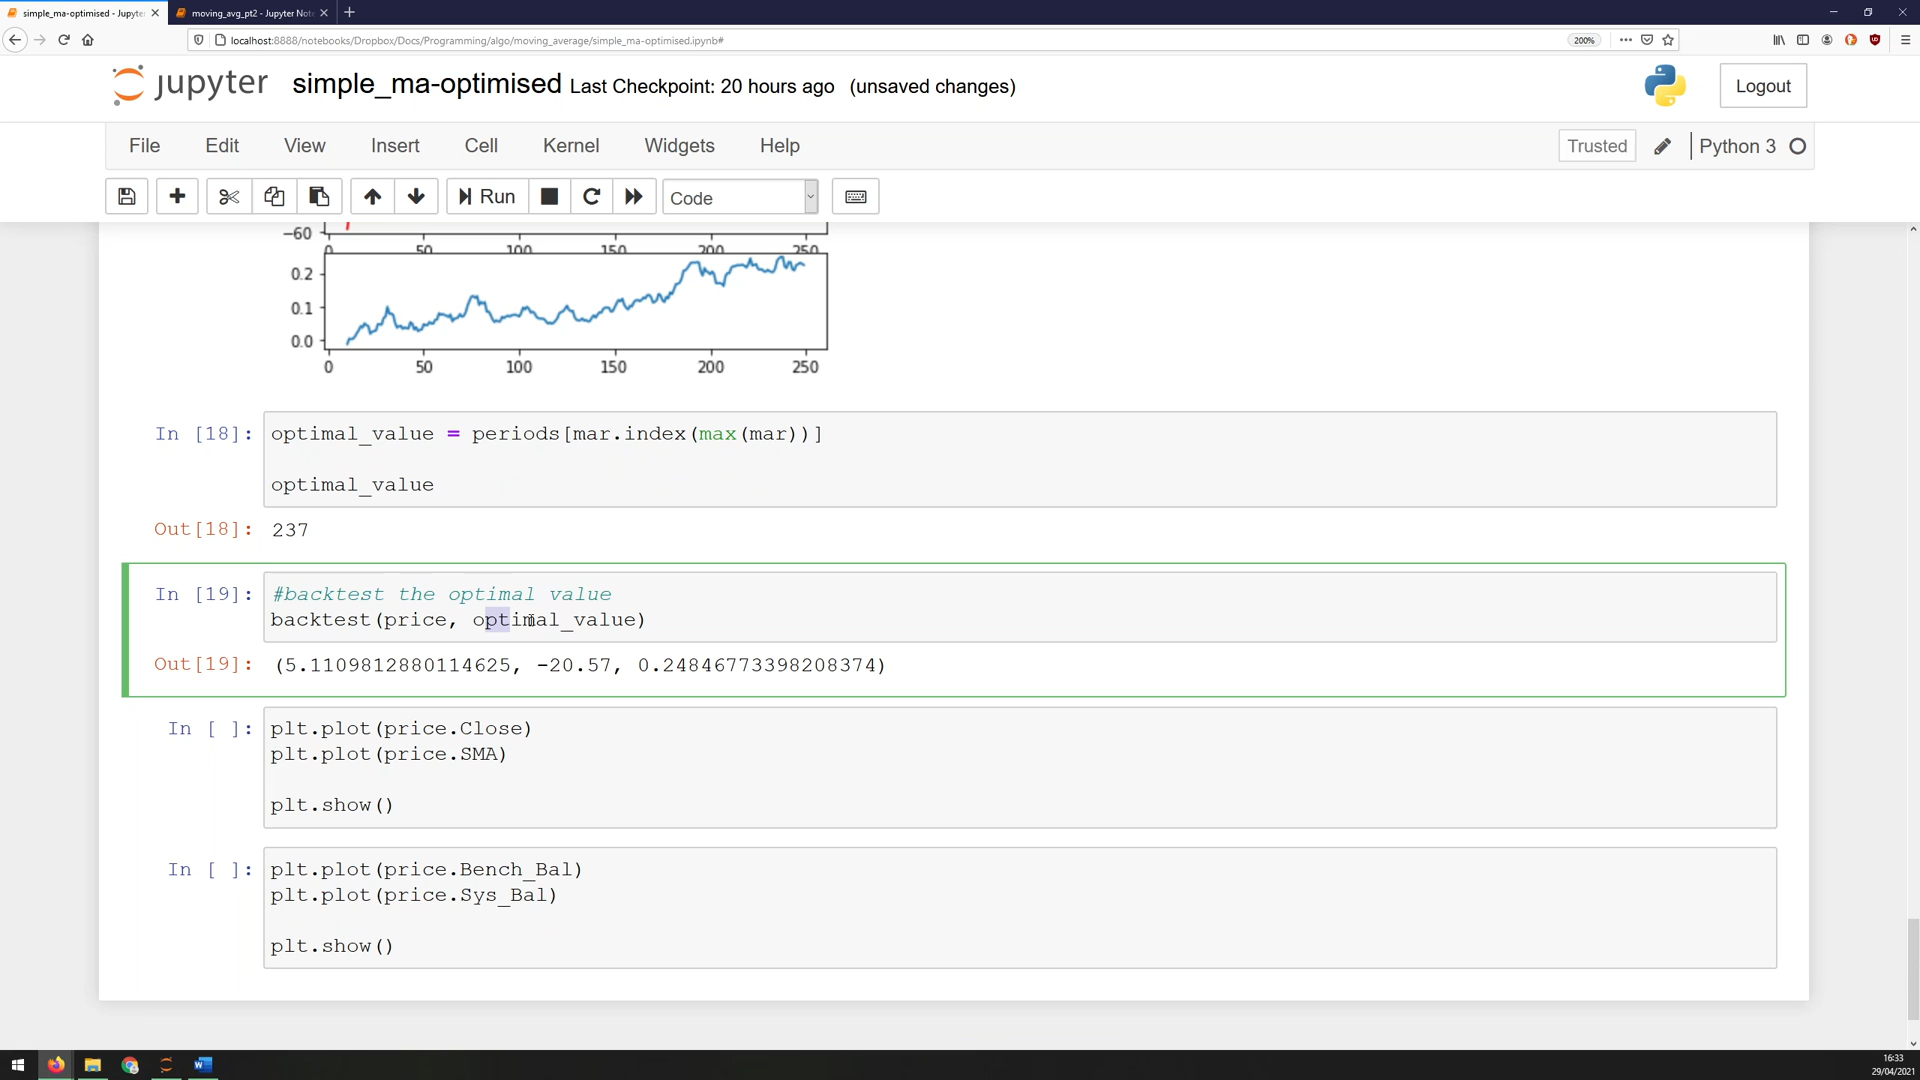 simple_ma-optimised - Jupyter
moving_avg_pt2 - Jupyter Not
localhost:8888/notebooks/Dropbox/Docs/Programming/algo/moving_average/simple_ma-optimised.ipynb#
200%
jupyter simple_ma-optimised Last Checkpoint: 20 hours ago (unsaved changes)
Logout
File Edit View Insert Cell Kernel Widgets Help
Trusted Python 3
Run Code
−60
0 50 100 150 200 250
0.2
0.1
0.0
0 50 100 150 200 250
In [18]: optimal_value = periods[mar.index(max(mar))]
optimal_value
Out[18]: 237
In [19]: #backtest the optimal value
backtest(price, optimal_value)
Out[19]: (5.1109812880114625, -20.57, 0.24846773398208374)
In [ ]: plt.plot(price.Close)
plt.plot(price.SMA)
plt.show()
In [ ]: plt.plot(price.Bench_Bal)
plt.plot(price.Sys_Bal)
plt.show()
16:33
29/04/2021